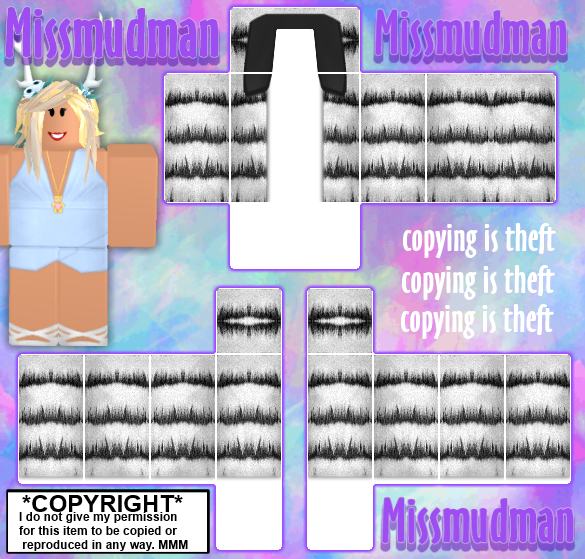 Missmudman
Missmudman
copying is theft
copying is theft
copying is theft
*COPYRIGHT*
I do not give my permission
for this item to be copied or
reproduced in any way. MMM
Missmudman